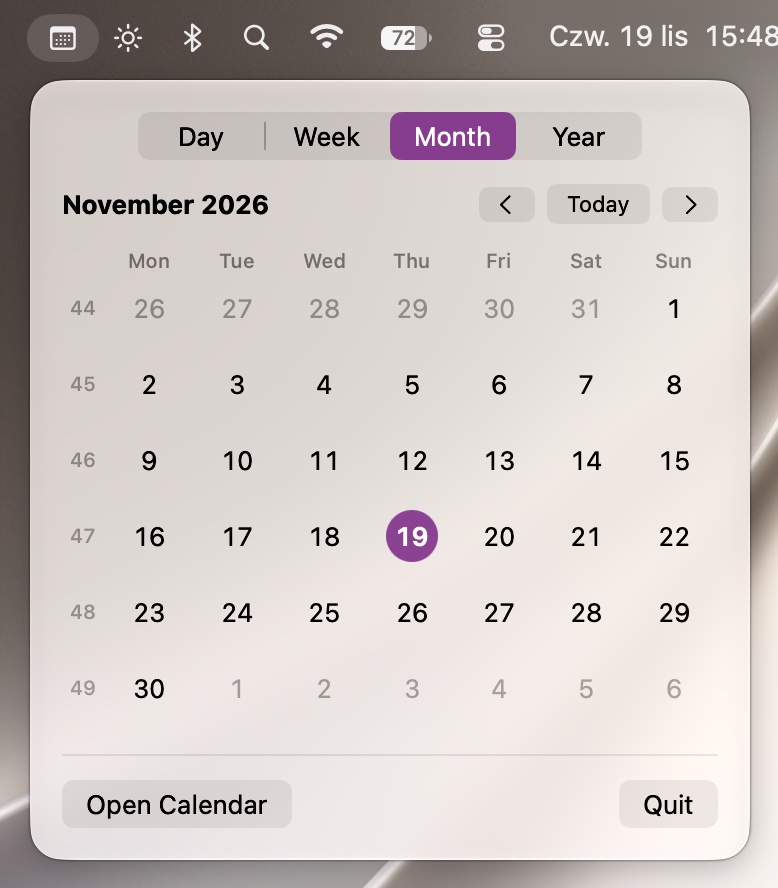 72 Czw. 19 lis 15:48
Day Week Month Year
November 2026 Today
Mon Tue Wed Thu Fri Sat Sun
44 26 27 28 29 30 31 1
45 2 3 4 5 6 7 8
46 9 10 11 12 13 14 15
47 16 17 18 19 20 21 22
48 23 24 25 26 27 28 29
49 30 1 2 3 4 5 6
Open Calendar Quit